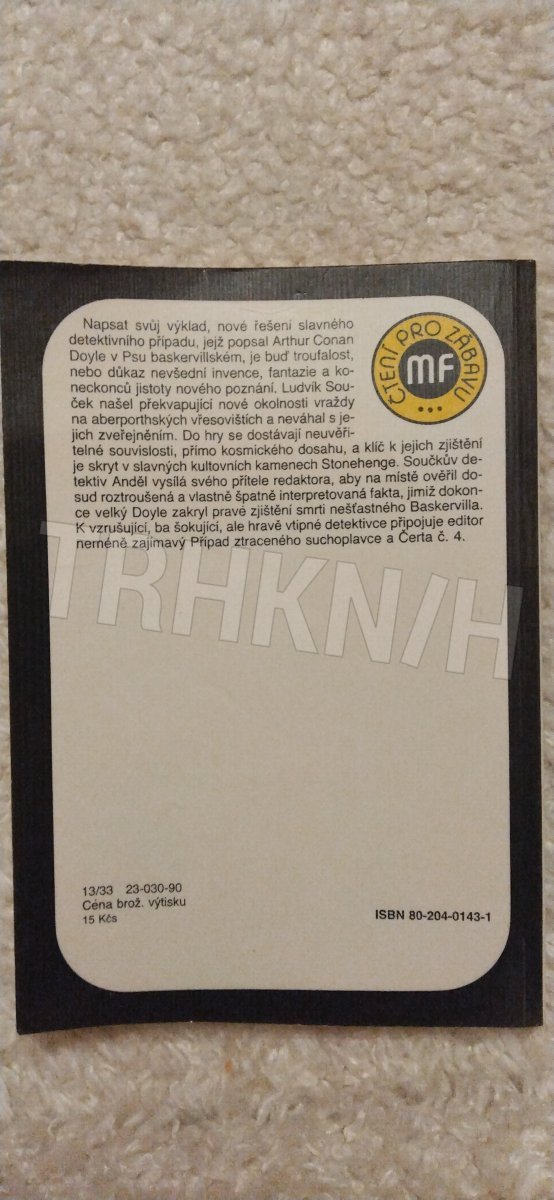 Napsat svůj výklad, nové řešení slavného
detektivního případu, jejž popsal Arthur Conan
Doyle v Psu baskervillském, je buď troufalost,
nebo důkaz nevšední invence, fantazie a ko-
neckonců jistoty nového poznání. Ludvík Sou-
ček našel překvapující nové okolnosti vraždy
na aberporthských vřesovištích a neváhal s je-
jich zveřejněním. Do hry se dostávají neuvěři-
telné souvislosti, přímo kosmického dosahu, a klíč k jejich zjištění
je skryt v slavných kultovních kamenech Stonehenge. Součkův de-
tektiv Anděl vysílá svého přítele redaktora, aby na místě ověřil do-
sud roztroušená a vlastně špatně interpretovaná fakta, jimiž dokon-
ce velký Doyle zakryl pravé zjištění smrti nešťastného Baskervilla.
K vzrušující, ba šokující, ale hravě vtipné detektivce připojuje editor
neméně zajímavý Případ ztraceného suchoplavce a Čerta č. 4.
ČTENÍ PRO ZÁBAVU
MF
TRHKN/H
13/33 23-030-90
Cena brož. výtisku
15 Kčs
ISBN 80-204-0143-1